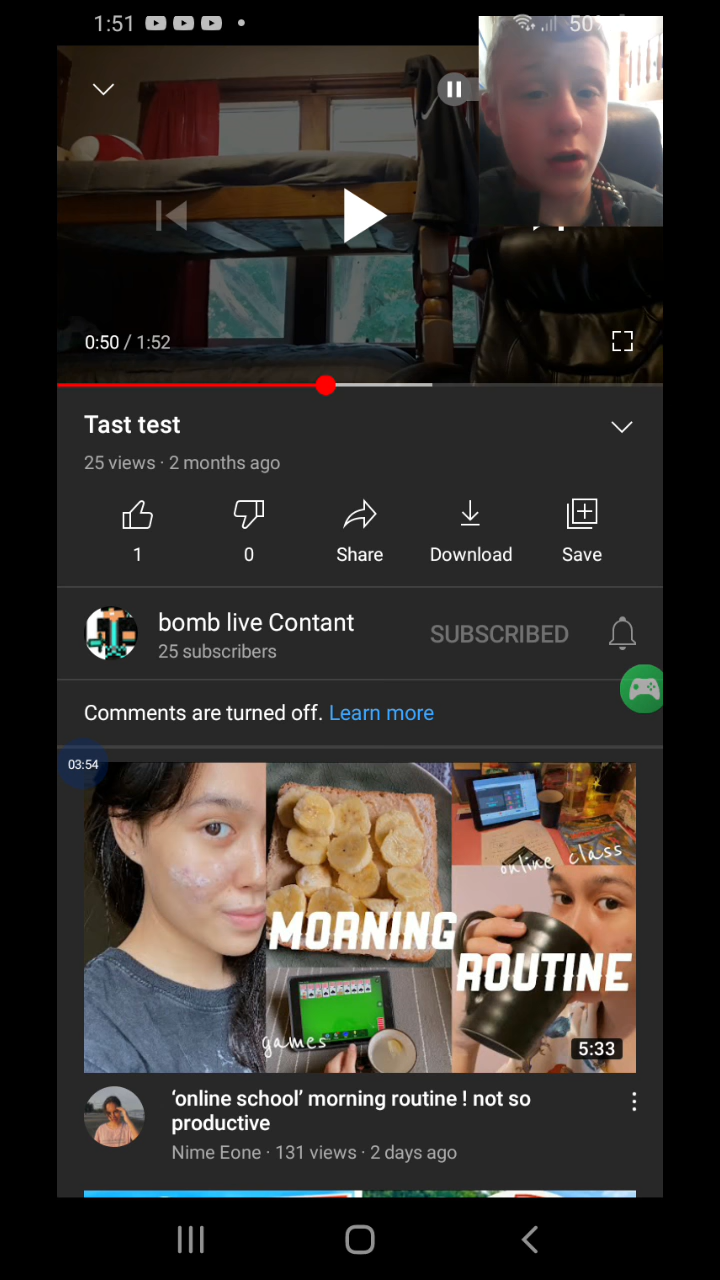 1:51
50%
0:50 / 1:52
Tast test
25 views · 2 months ago
1
0
Share
Download
Save
bomb live Contant
25 subscribers
SUBSCRIBED
Comments are turned off. Learn more
03:54
online class
MORNING
ROUTINE
games
5:33
‘online school’ morning routine ! not so
productive
Nime Eone · 131 views · 2 days ago